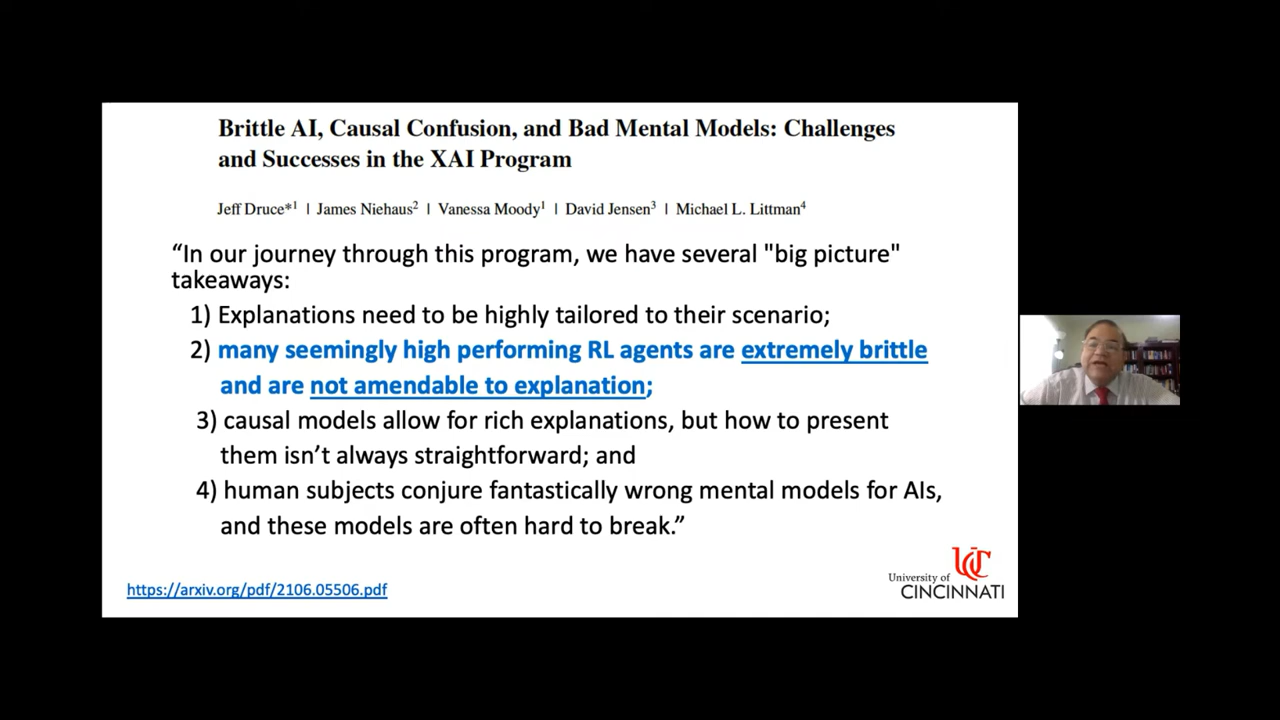 Brittle AI, Causal Confusion, and Bad Mental Models: Challenges
and Successes in the XAI Program
Jeff Druce*1 | James Niehaus2 | Vanessa Moody1 | David Jensen3 | Michael L. Littman4
“In our journey through this program, we have several "big picture"
takeaways:
1) Explanations need to be highly tailored to their scenario;
2) many seemingly high performing RL agents are extremely brittle
and are not amendable to explanation;
3) causal models allow for rich explanations, but how to present
them isn’t always straightforward; and
4) human subjects conjure fantastically wrong mental models for AIs,
and these models are often hard to break.”
https://arxiv.org/pdf/2106.05506.pdf
UC
University of
CINCINNATI